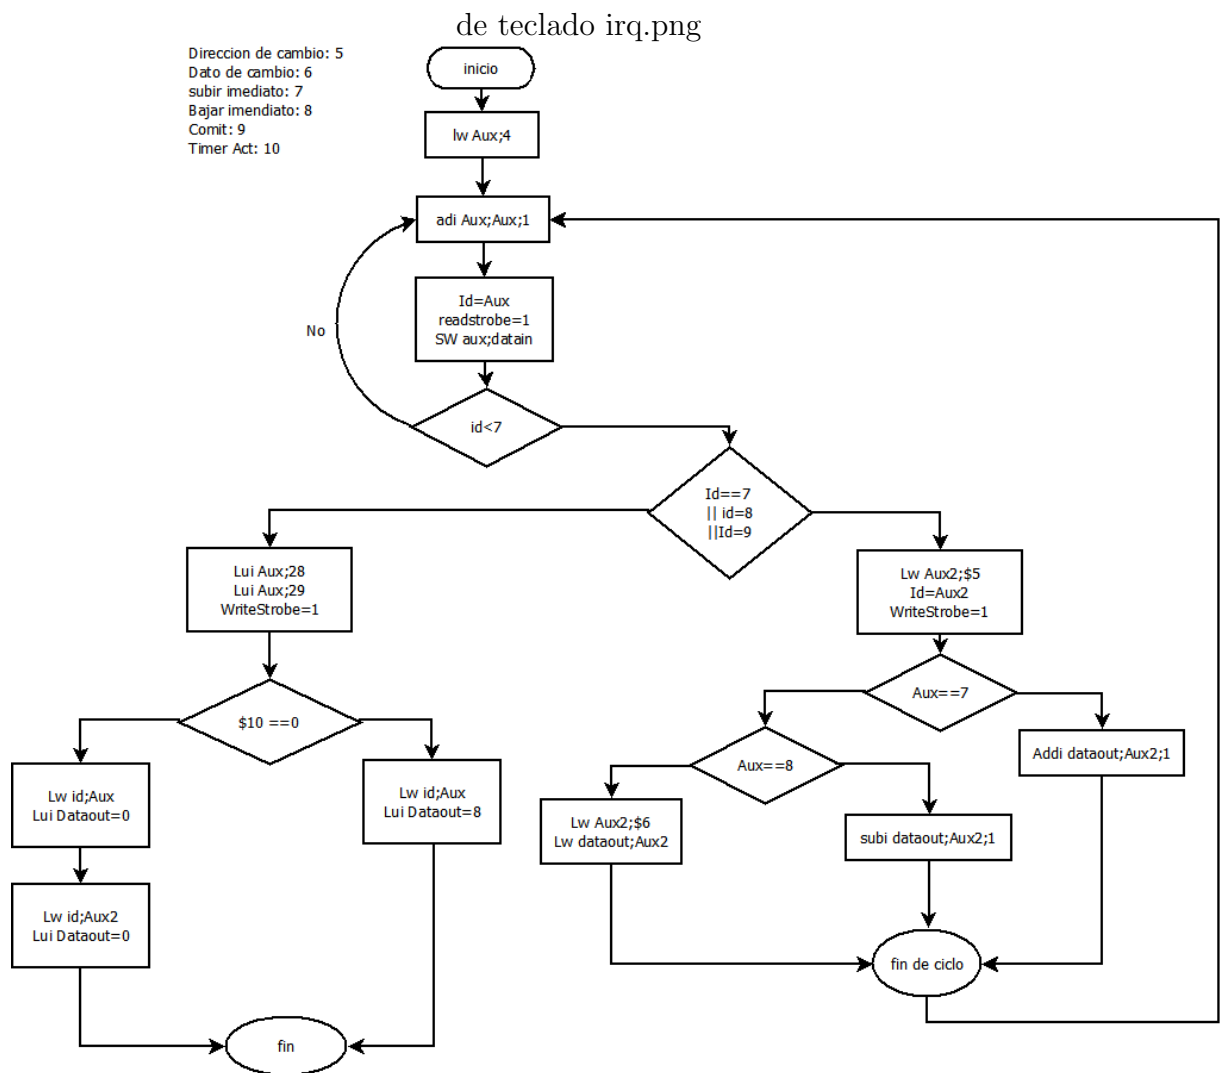 de teclado irq.png
Direccion de cambio: 5
Dato de cambio: 6
subir imediato: 7
Bajar imendiato: 8
Comit: 9
Timer Act: 10
inicio
lw Aux;4
adi Aux;Aux;1
Id=Aux
readstrobe=1
SW aux;datain
No
id<7
Id==7
|| id=8
||Id=9
Lui Aux;28
Lui Aux;29
WriteStrobe=1
Lw Aux2;$5
Id=Aux2
WriteStrobe=1
$10 ==0
Aux==7
Aux==8
Addi dataout;Aux2;1
Lw id;Aux
Lui Dataout=0
Lw id;Aux
Lui Dataout=8
Lw Aux2;$6
Lw dataout;Aux2
subi dataout;Aux2;1
Lw id;Aux2
Lui Dataout=0
fin de ciclo
fin